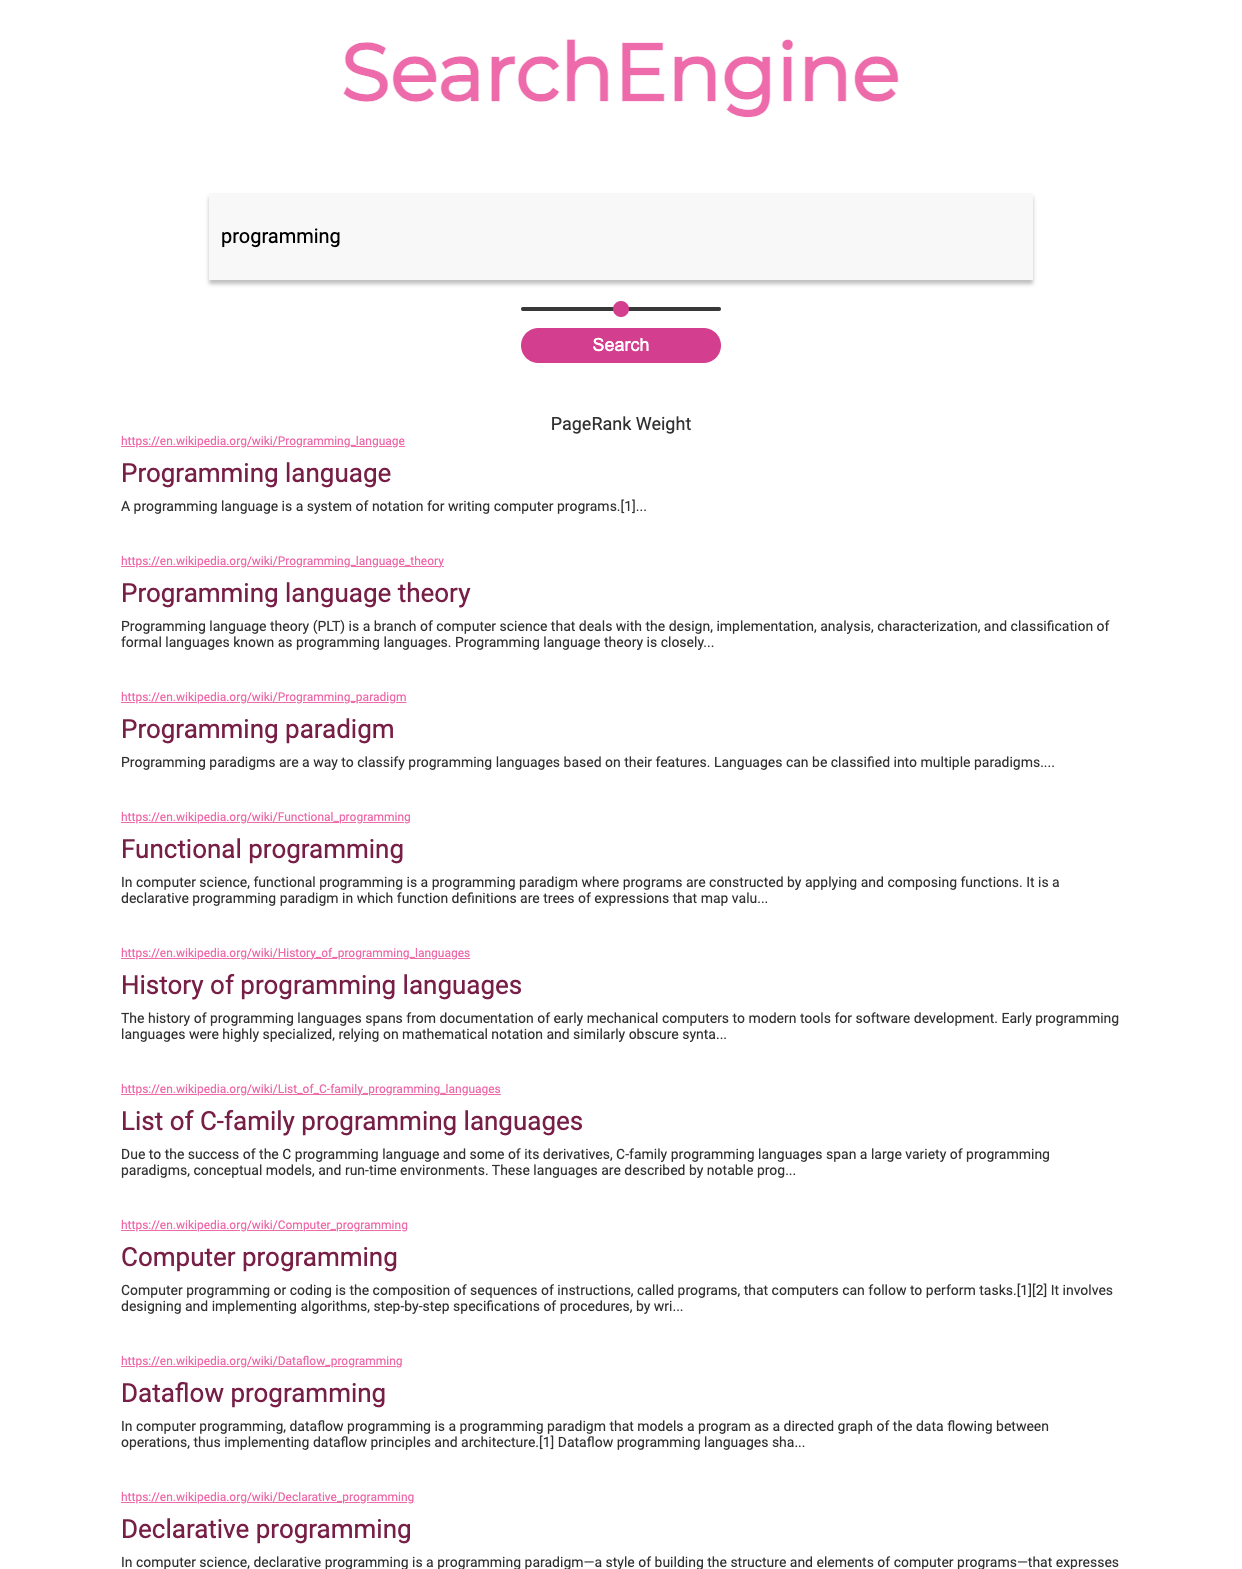 SearchEngine
programming
Search
PageRank Weight
https://en.wikipedia.org/wiki/Programming_language
Programming language
A programming language is a system of notation for writing computer programs.[1]...
https://en.wikipedia.org/wiki/Programming_language_theory
Programming language theory
Programming language theory (PLT) is a branch of computer science that deals with the design, implementation, analysis, characterization, and classification of
formal languages known as programming languages. Programming language theory is closely...
https://en.wikipedia.org/wiki/Programming_paradigm
Programming paradigm
Programming paradigms are a way to classify programming languages based on their features. Languages can be classified into multiple paradigms....
https://en.wikipedia.org/wiki/Functional_programming
Functional programming
In computer science, functional programming is a programming paradigm where programs are constructed by applying and composing functions. It is a
declarative programming paradigm in which function definitions are trees of expressions that map valu...
https://en.wikipedia.org/wiki/History_of_programming_languages
History of programming languages
The history of programming languages spans from documentation of early mechanical computers to modern tools for software development. Early programming
languages were highly specialized, relying on mathematical notation and similarly obscure synta...
https://en.wikipedia.org/wiki/List_of_C-family_programming_languages
List of C-family programming languages
Due to the success of the C programming language and some of its derivatives, C-family programming languages span a large variety of programming
paradigms, conceptual models, and run-time environments. These languages are described by notable prog...
https://en.wikipedia.org/wiki/Computer_programming
Computer programming
Computer programming or coding is the composition of sequences of instructions, called programs, that computers can follow to perform tasks.[1][2] It involves
designing and implementing algorithms, step-by-step specifications of procedures, by wri...
https://en.wikipedia.org/wiki/Dataflow_programming
Dataflow programming
In computer programming, dataflow programming is a programming paradigm that models a program as a directed graph of the data flowing between
operations, thus implementing dataflow principles and architecture.[1] Dataflow programming languages sha...
https://en.wikipedia.org/wiki/Declarative_programming
Declarative programming
In computer science, declarative programming is a programming paradigm—a style of building the structure and elements of computer programs—that expresses